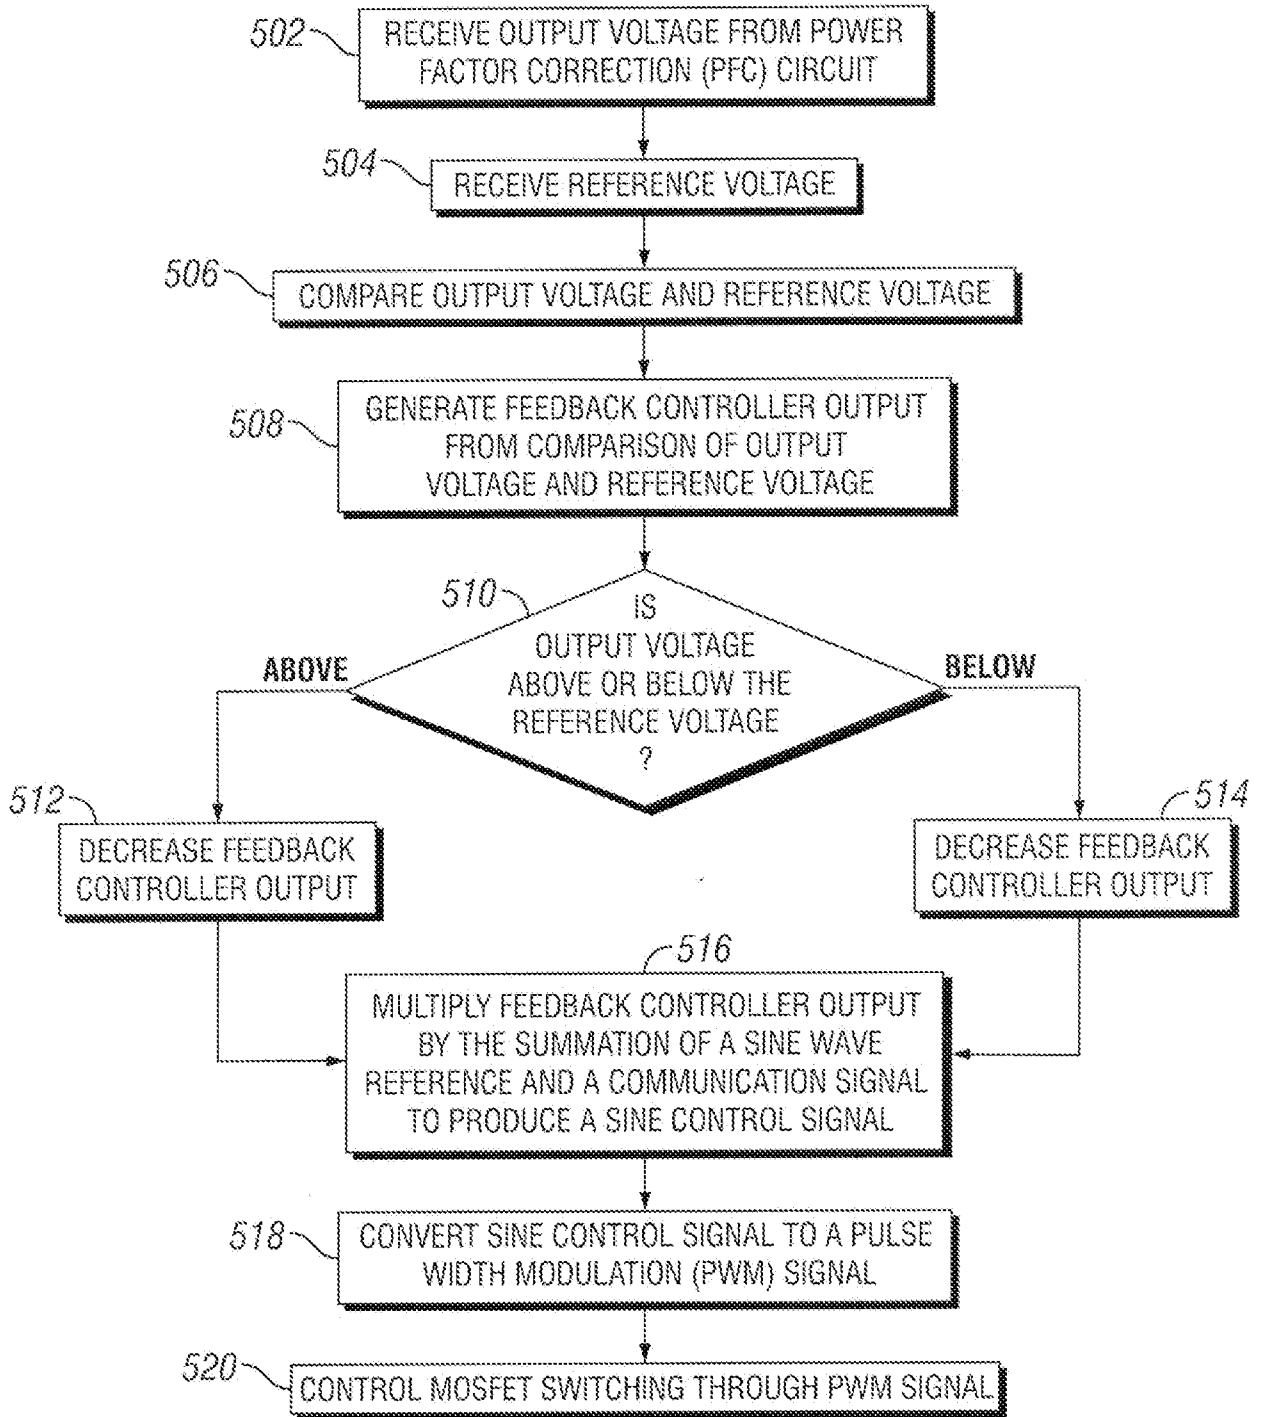 502
RECEIVE OUTPUT VOLTAGE FROM POWER
FACTOR CORRECTION (PFC) CIRCUIT
504
RECEIVE REFERENCE VOLTAGE
506
COMPARE OUTPUT VOLTAGE AND REFERENCE VOLTAGE
508
GENERATE FEEDBACK CONTROLLER OUTPUT
FROM COMPARISON OF OUTPUT
VOLTAGE AND REFERENCE VOLTAGE
510
IS
OUTPUT VOLTAGE
ABOVE OR BELOW THE
REFERENCE VOLTAGE
?
ABOVE
BELOW
512
DECREASE FEEDBACK
CONTROLLER OUTPUT
514
DECREASE FEEDBACK
CONTROLLER OUTPUT
516
MULTIPLY FEEDBACK CONTROLLER OUTPUT
BY THE SUMMATION OF A SINE WAVE
REFERENCE AND A COMMUNICATION SIGNAL
TO PRODUCE A SINE CONTROL SIGNAL
518
CONVERT SINE CONTROL SIGNAL TO A PULSE
WIDTH MODULATION (PWM) SIGNAL
520
CONTROL MOSFET SWITCHING THROUGH PWM SIGNAL